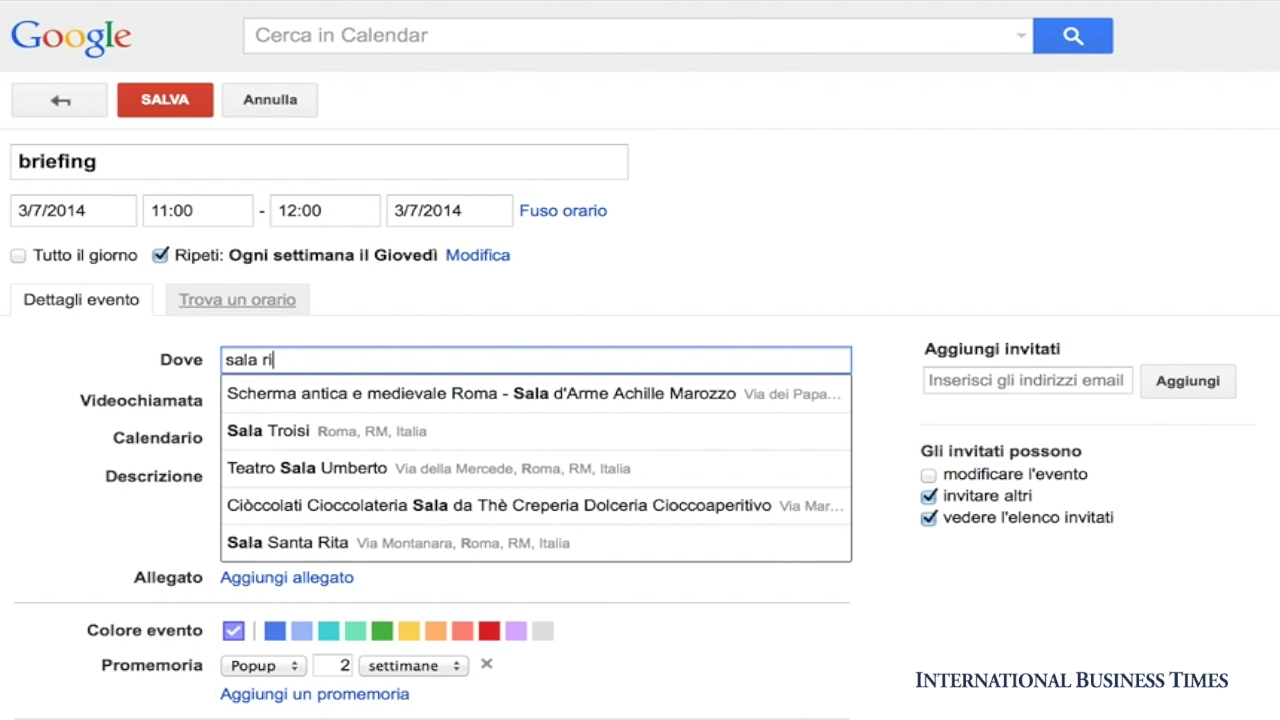 Google
Cerca in Calendar
SALVA
Annulla
briefing
3/7/2014 11:00 - 12:00 3/7/2014 Fuso orario
Tutto il giorno Ripeti: Ogni settimana il Giovedì Modifica
Dettagli evento Trova un orario
Dove sala ri
Scherma antica e medievale Roma - Sala d'Arme Achille Marozzo Via dei Papa...
Sala Troisi Roma, RM, Italia
Teatro Sala Umberto Via della Mercede, Roma, RM, Italia
Ciòccolati Cioccolateria Sala da Thè Creperia Dolceria Cioccoaperitivo Via Mar...
Sala Santa Rita Via Montanara, Roma, RM, Italia
Videochiamata
Calendario
Descrizione
Allegato Aggiungi allegato
Colore evento
Promemoria Popup 2 settimane
Aggiungi un promemoria
Aggiungi invitati
Inserisci gli indirizzi email Aggiungi
Gli invitati possono
modificare l'evento
invitare altri
vedere l'elenco invitati
INTERNATIONAL BUSINESS TIMES